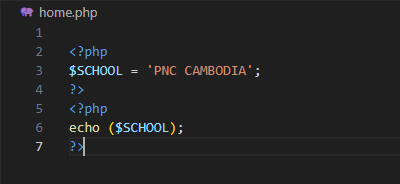 home.php
1
2 <?php
3 $SCHOOL = 'PNC CAMBODIA';
4 ?>
5 <?php
6 echo ($SCHOOL);
7 ?>